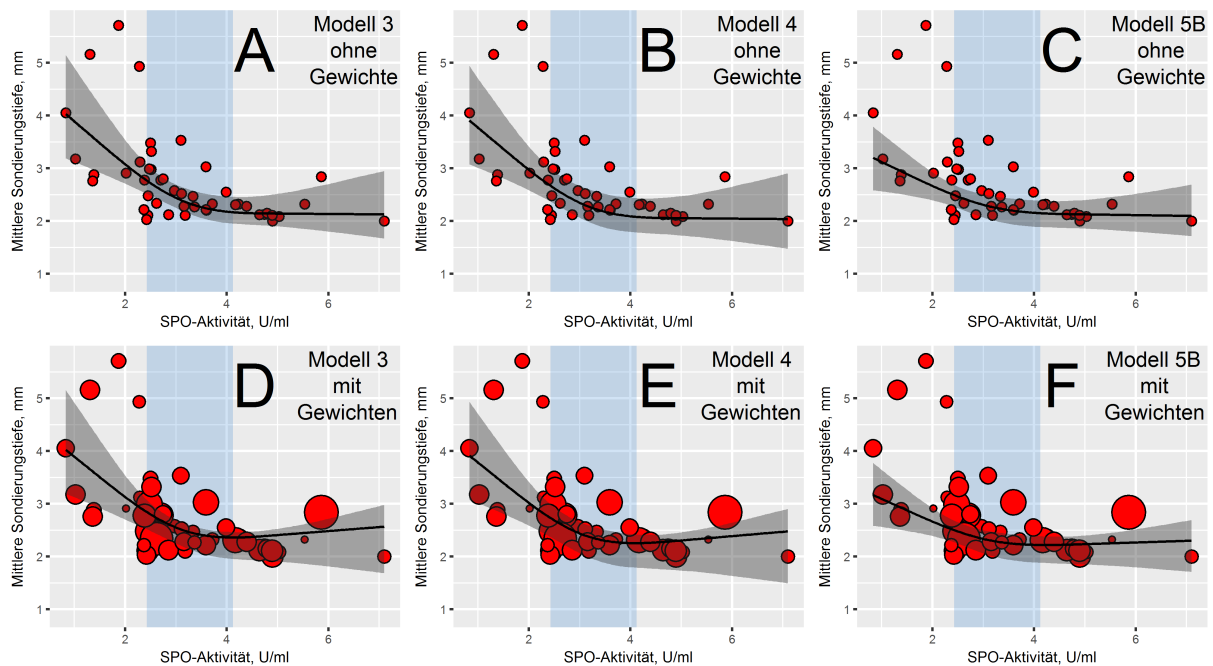 Mittlere Sondierungstiefe, mm
5
4
3
2
1
A
Modell 3
ohne
Gewichte
2
4
6
SPO-Aktivität, U/ml
Mittlere Sondierungstiefe, mm
5
4
3
2
1
B
Modell 4
ohne
Gewichte
2
4
6
SPO-Aktivität, U/ml
Mittlere Sondierungstiefe, mm
5
4
3
2
1
C
Modell 5B
ohne
Gewichte
2
4
6
SPO-Aktivität, U/ml
Mittlere Sondierungstiefe, mm
5
4
3
2
1
D
Modell 3
mit
Gewichten
2
4
6
SPO-Aktivität, U/ml
Mittlere Sondierungstiefe, mm
5
4
3
2
1
E
Modell 4
mit
Gewichten
2
4
6
SPO-Aktivität, U/ml
Mittlere Sondierungstiefe, mm
5
4
3
2
1
F
Modell 5B
mit
Gewichten
2
4
6
SPO-Aktivität, U/ml